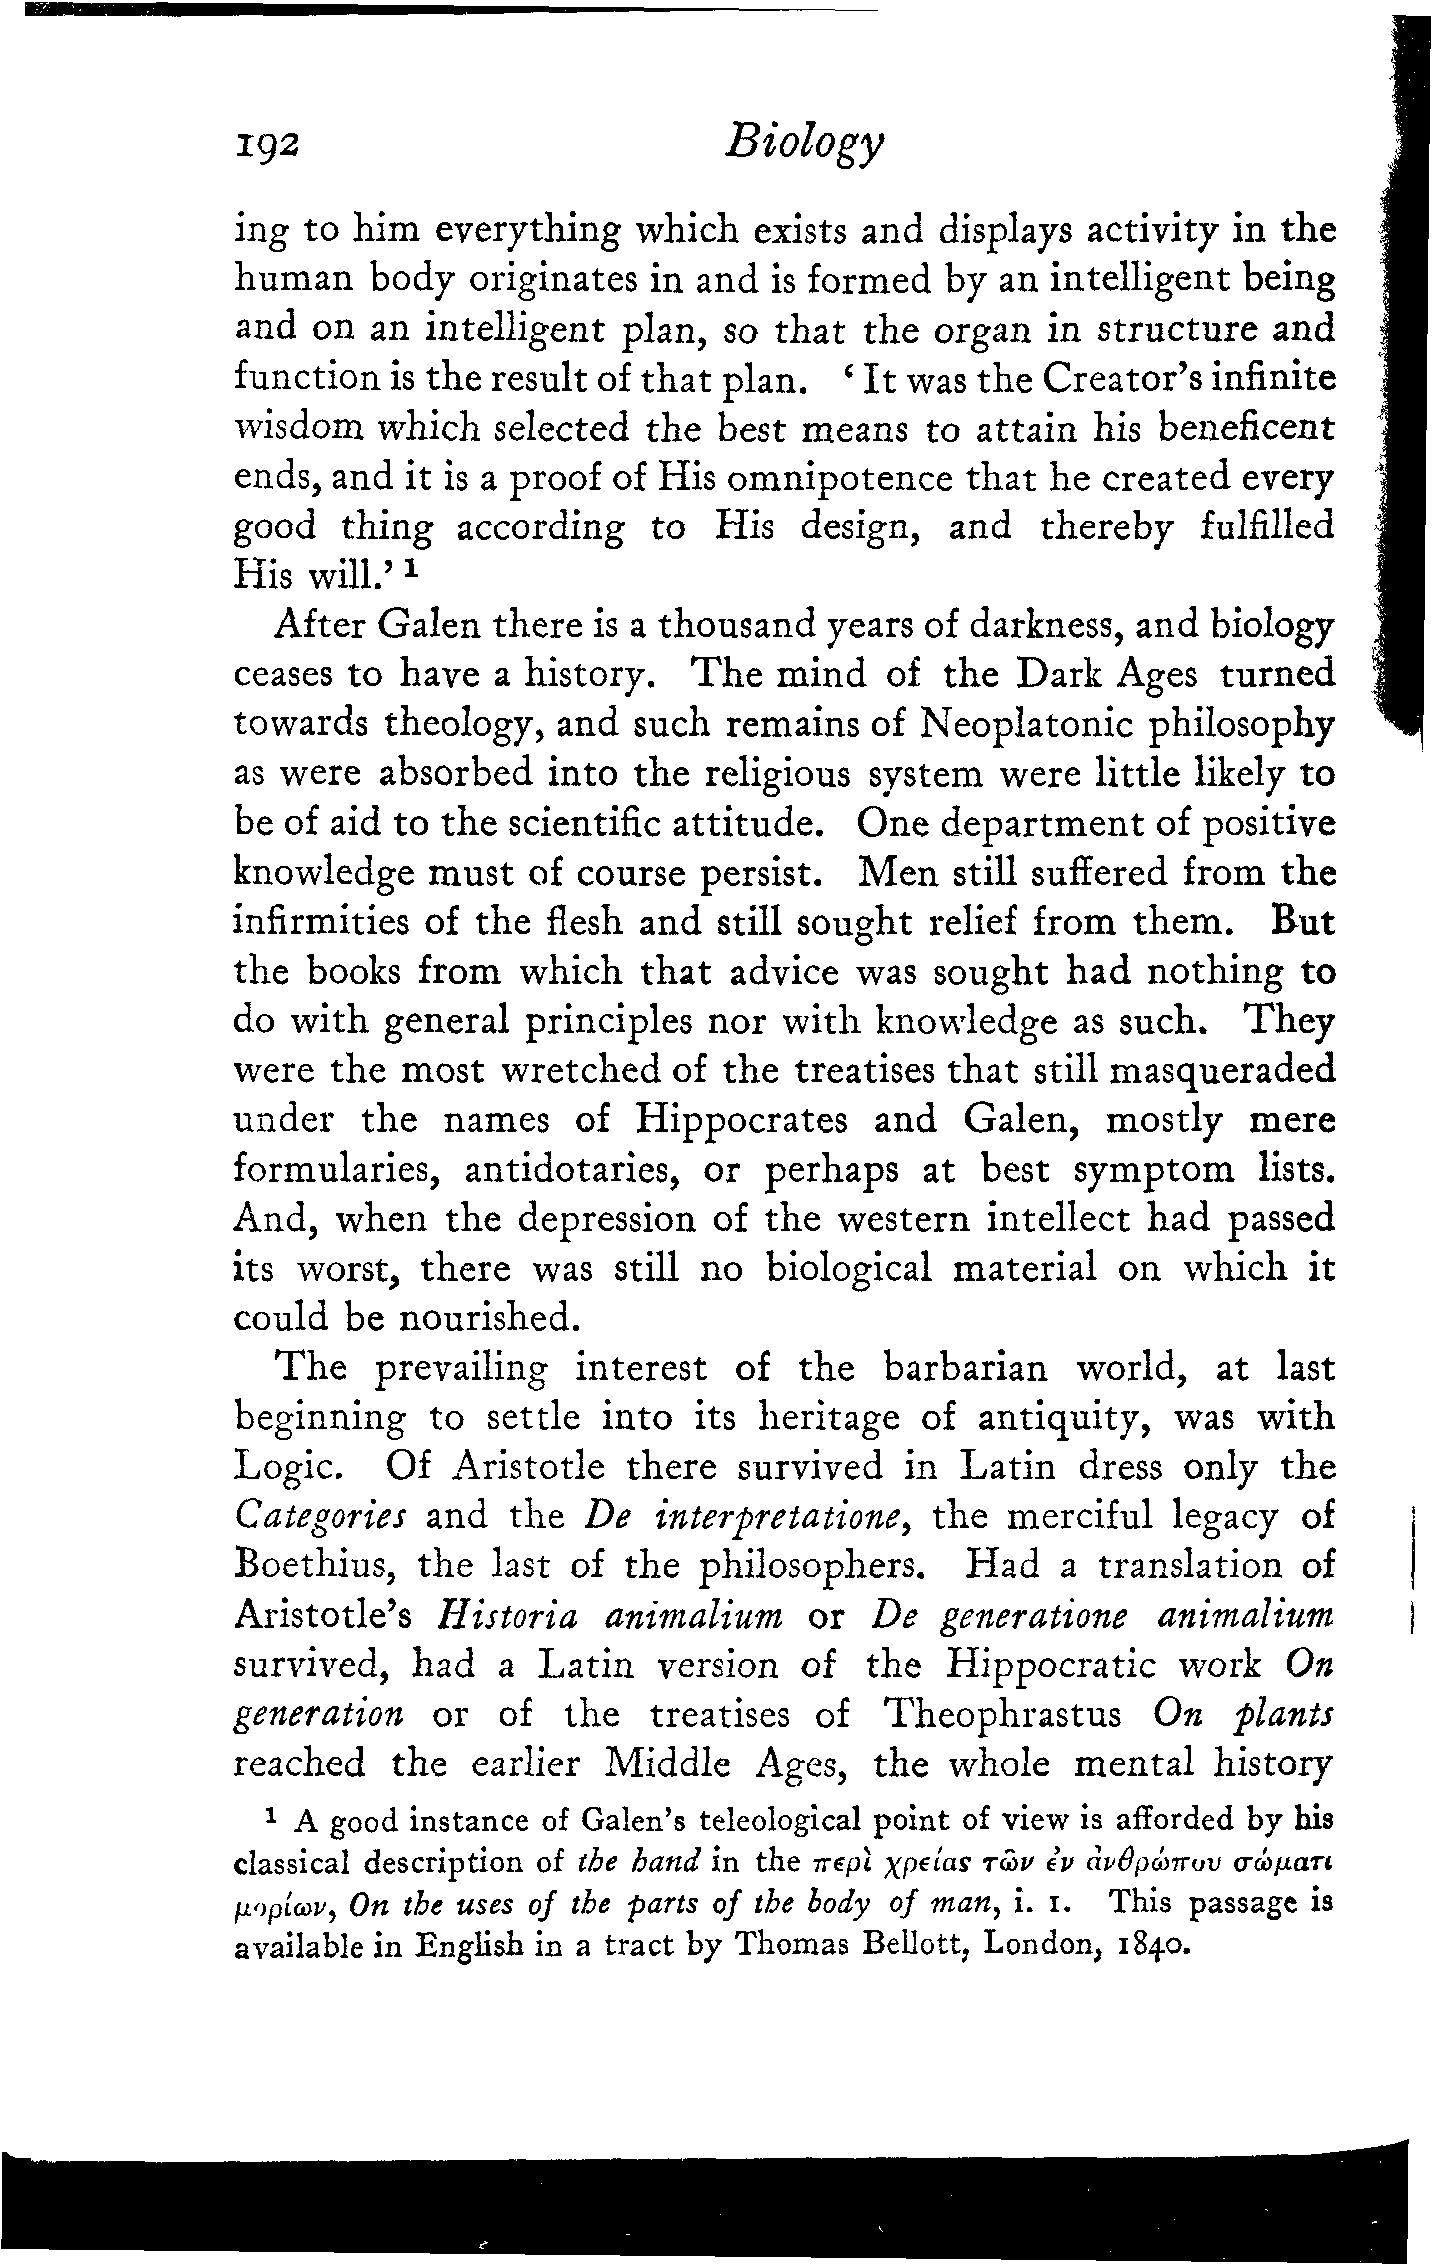 192 Biology
ing to him everything which exists and displays activity in the
human body originates in and is formed by an intelligent being
and on an intelligent plan, so that the organ in structure and
function is the result of that plan. ‘ It was the Creator’s infinite
wisdom which selected the best means to attain his beneficent
ends, and it is a proof of His omnipotence that he created every
good thing according to His design, and thereby fulfilled
His will.’ ¹
After Galen there is a thousand years of darkness, and biology
ceases to have a history. The mind of the Dark Ages turned
towards theology, and such remains of Neoplatonic philosophy
as were absorbed into the religious system were little likely to
be of aid to the scientific attitude. One department of positive
knowledge must of course persist. Men still suffered from the
infirmities of the flesh and still sought relief from them. But
the books from which that advice was sought had nothing to
do with general principles nor with knowledge as such. They
were the most wretched of the treatises that still masqueraded
under the names of Hippocrates and Galen, mostly mere
formularies, antidotaries, or perhaps at best symptom lists.
And, when the depression of the western intellect had passed
its worst, there was still no biological material on which it
could be nourished.
The prevailing interest of the barbarian world, at last
beginning to settle into its heritage of antiquity, was with
Logic. Of Aristotle there survived in Latin dress only the
Categories and the De interpretatione, the merciful legacy of
Boethius, the last of the philosophers. Had a translation of
Aristotle’s Historia animalium or De generatione animalium
survived, had a Latin version of the Hippocratic work On
generation or of the treatises of Theophrastus On plants
reached the earlier Middle Ages, the whole mental history
¹ A good instance of Galen’s teleological point of view is afforded by his
classical description of the hand in the περὶ χρείας τῶν ἐν ἀνθρώπου σώματι
μορίων, On the uses of the parts of the body of man, i. 1. This passage is
available in English in a tract by Thomas Bellott, London, 1840.